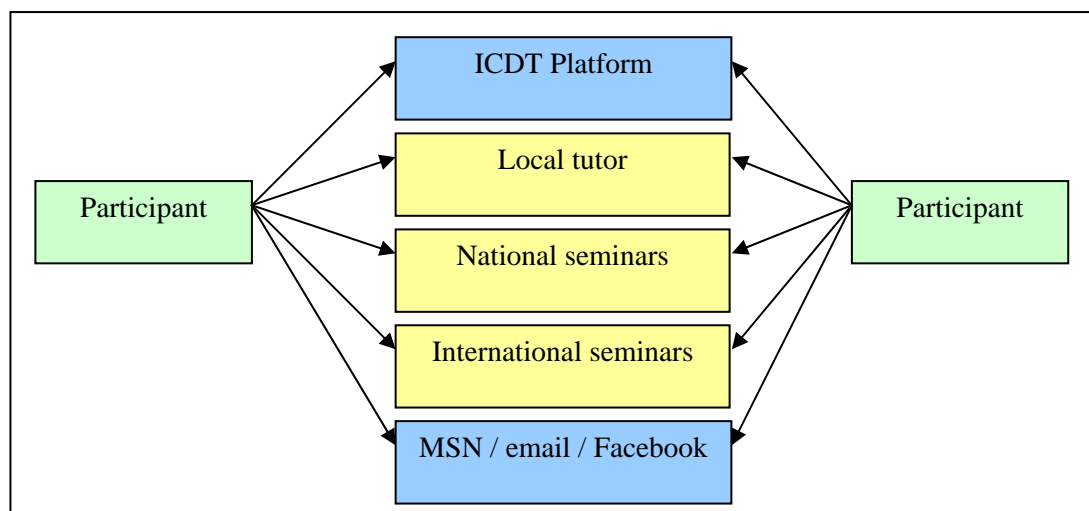 ICDT Platform
Local tutor
Participant
Participant
National seminars
International seminars
MSN / email / Facebook